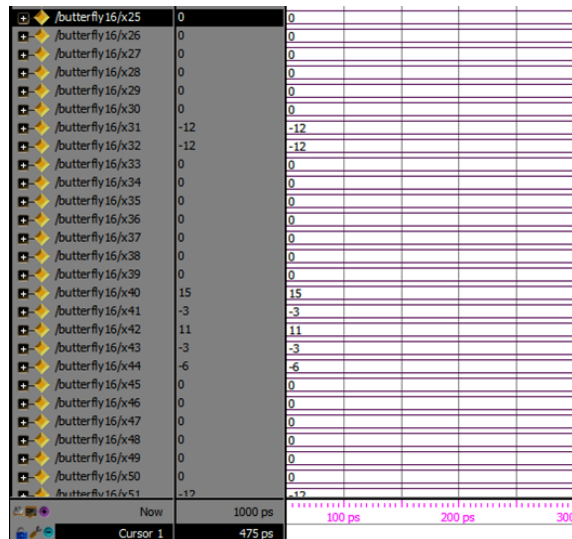 /butterfly16/x25 0 0
/butterfly16/x26 0 0
/butterfly16/x27 0 0
/butterfly16/x28 0 0
/butterfly16/x29 0 0
/butterfly16/x30 0 0
/butterfly16/x31 -12 -12
/butterfly16/x32 -12 -12
/butterfly16/x33 0 0
/butterfly16/x34 0 0
/butterfly16/x35 0 0
/butterfly16/x36 0 0
/butterfly16/x37 0 0
/butterfly16/x38 0 0
/butterfly16/x39 0 0
/butterfly16/x40 15 15
/butterfly16/x41 -3 -3
/butterfly16/x42 11 11
/butterfly16/x43 -3 -3
/butterfly16/x44 -6 -6
/butterfly16/x45 0 0
/butterfly16/x46 0 0
/butterfly16/x47 0 0
/butterfly16/x48 0 0
/butterfly16/x49 0 0
/butterfly16/x50 0 0
/butterfly16/x51 -12 -12
Now 1000 ps 100 ps 200 ps 300
Cursor 1 475 ps